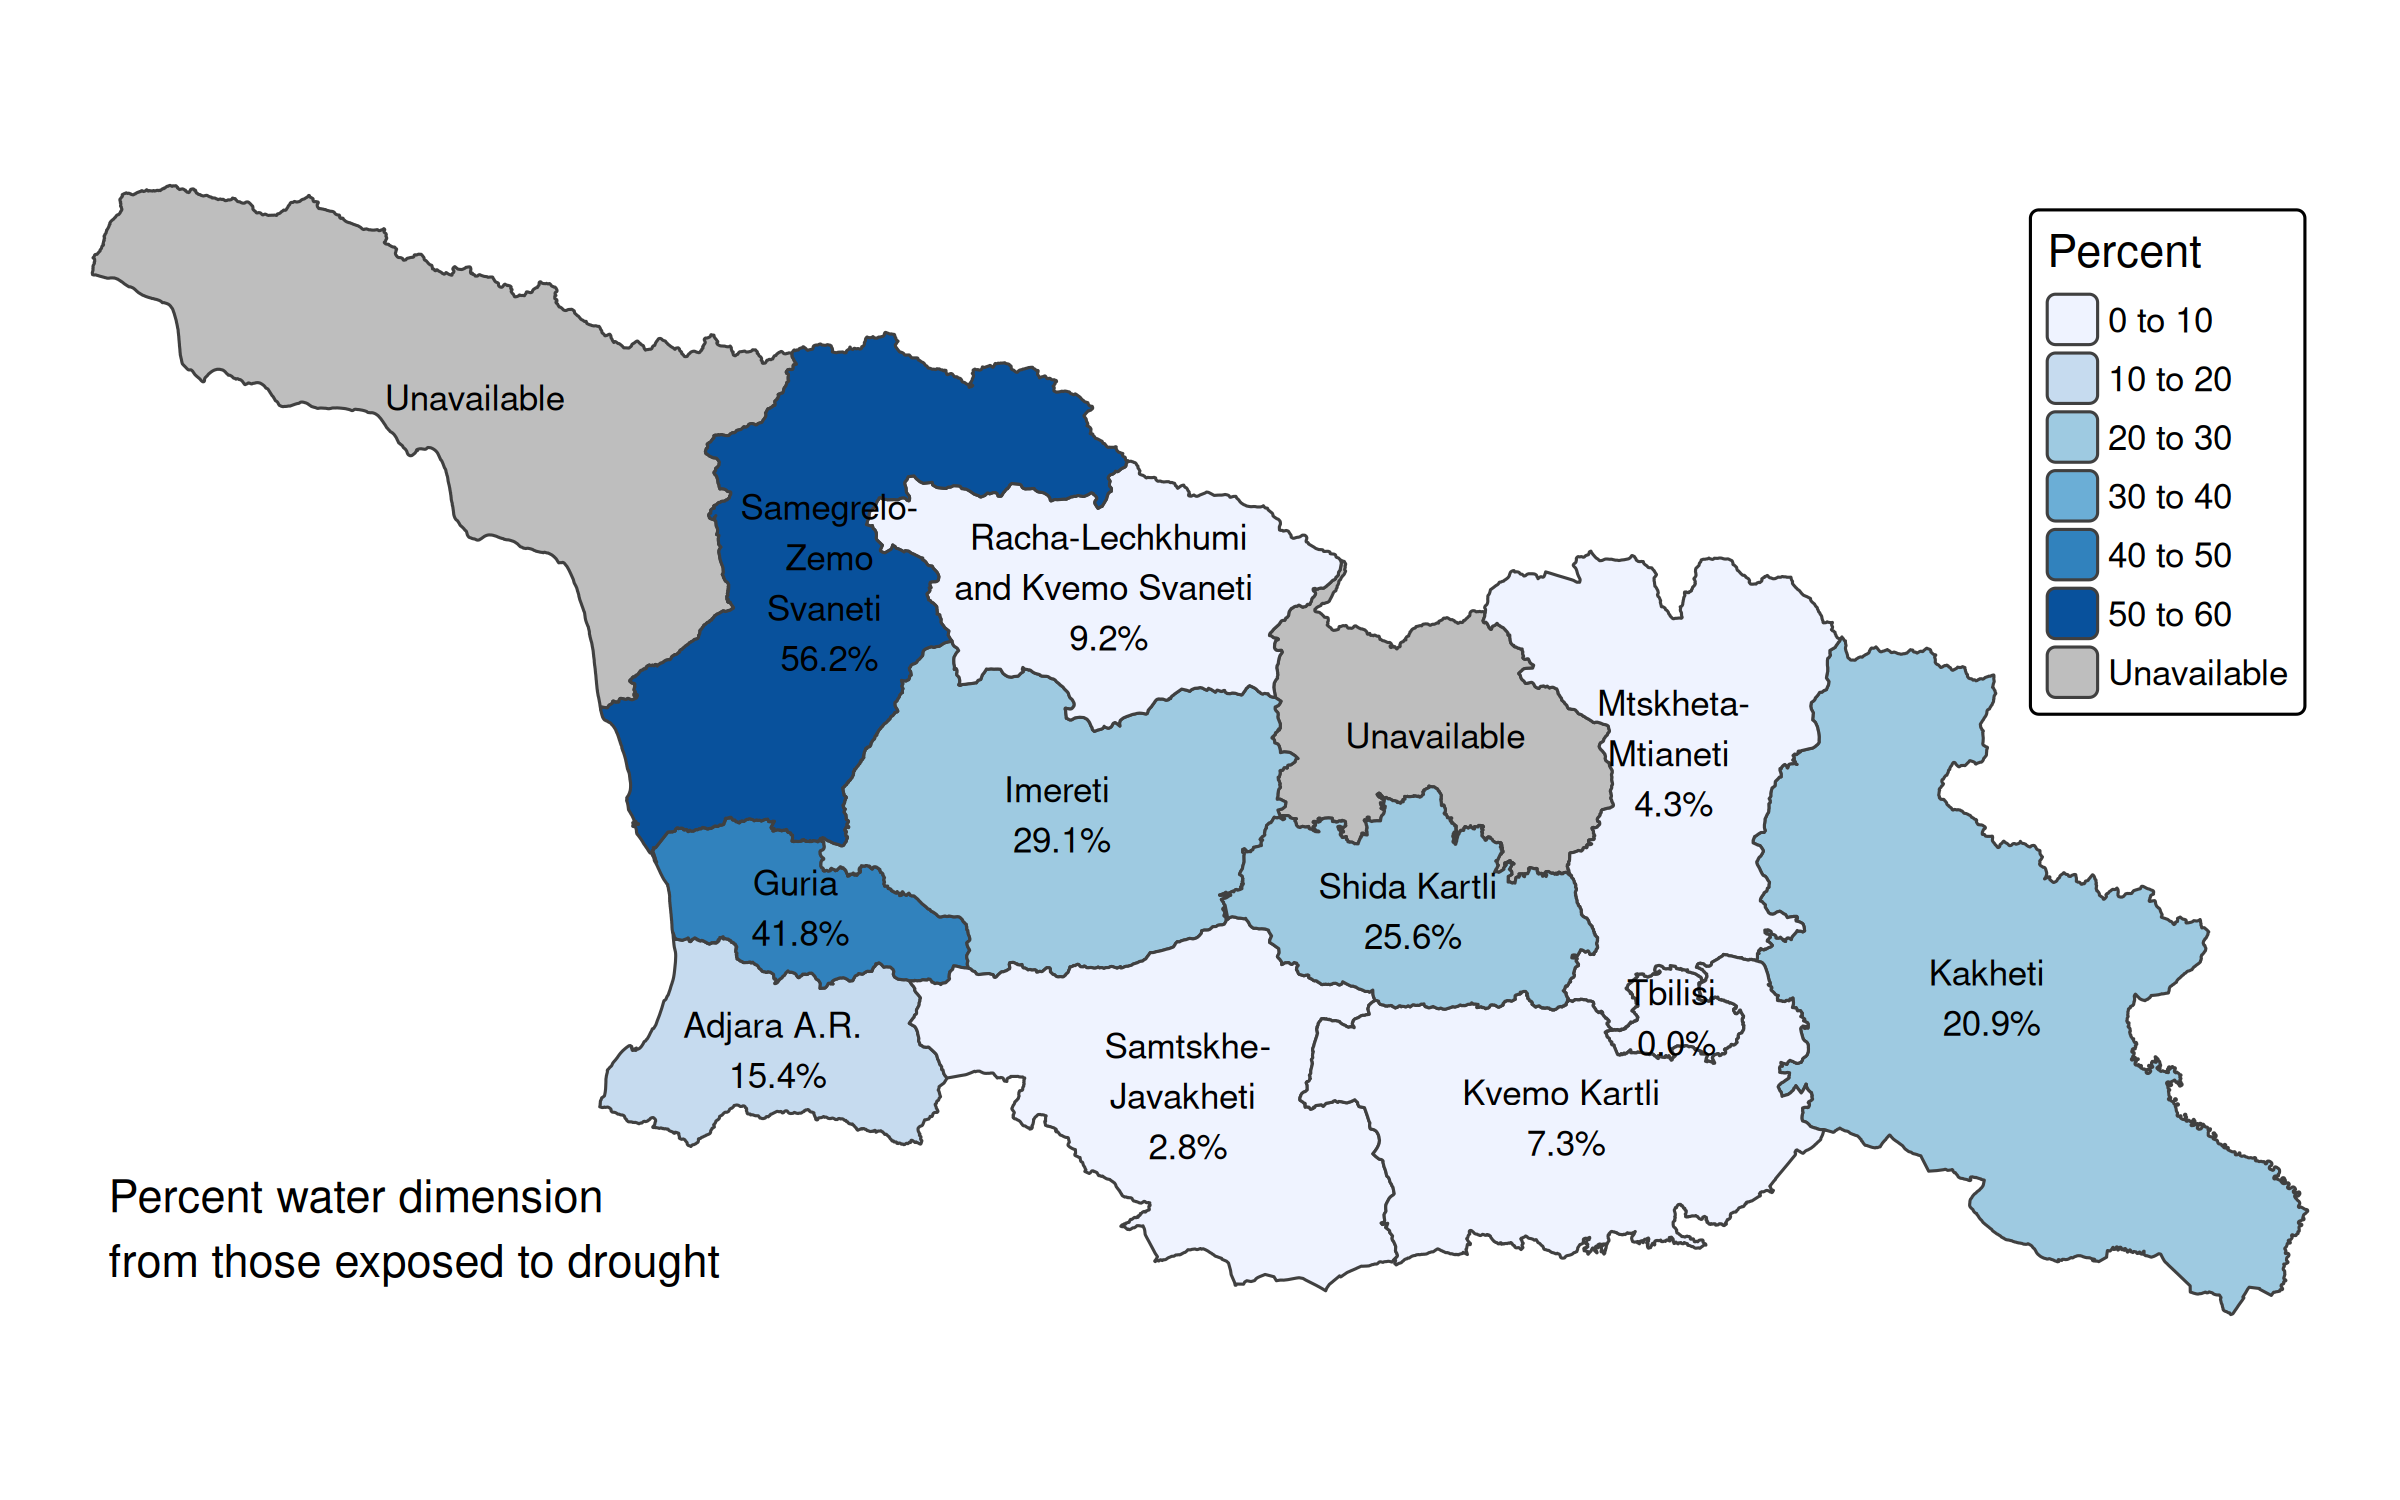 Unavailable
Samegrelo-
Zemo
Svaneti
56.2%
Racha-Lechkhumi
and Kvemo Svaneti
9.2%
Unavailable
Mtskheta-
Mtianeti
4.3%
Imereti
29.1%
Guria
41.8%
Shida Kartli
25.6%
Kakheti
20.9%
Tbilisi
0.0%
Adjara A.R.
15.4%
Samtskhe-
Javakheti
2.8%
Kvemo Kartli
7.3%
Percent
0 to 10
10 to 20
20 to 30
30 to 40
40 to 50
50 to 60
Unavailable
Percent water dimension
from those exposed to drought